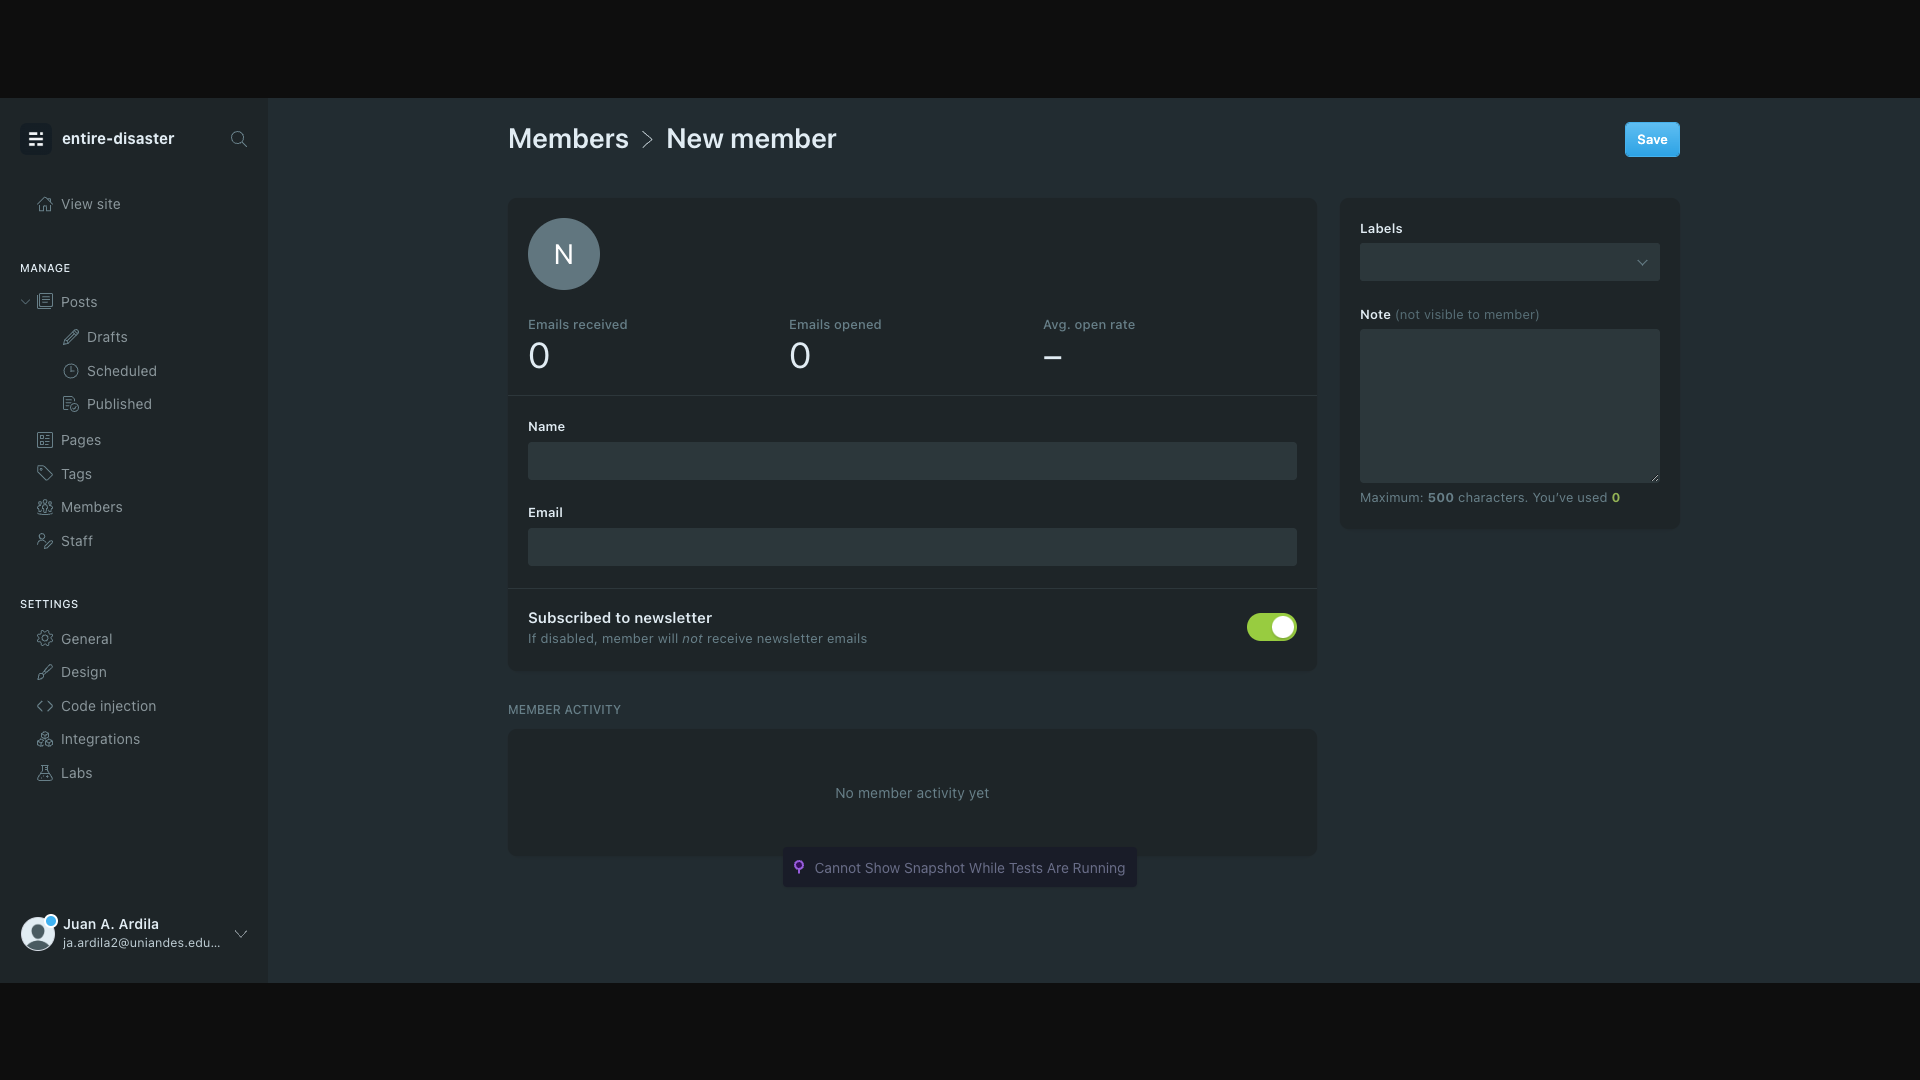 entire-disaster
View site
MANAGE
Posts
Drafts
Scheduled
Published
Pages
Tags
Members
Staff
SETTINGS
General
Design
Code injection
Integrations
Labs
Juan A. Ardila
ja.ardila2@uniandes.edu...
Members > New member
Save
N
Emails received
0
Emails opened
0
Avg. open rate
–
Name
Email
Subscribed to newsletter
If disabled, member will not receive newsletter emails
MEMBER ACTIVITY
No member activity yet
Labels
Note (not visible to member)
Maximum: 500 characters. You've used 0
Cannot Show Snapshot While Tests Are Running